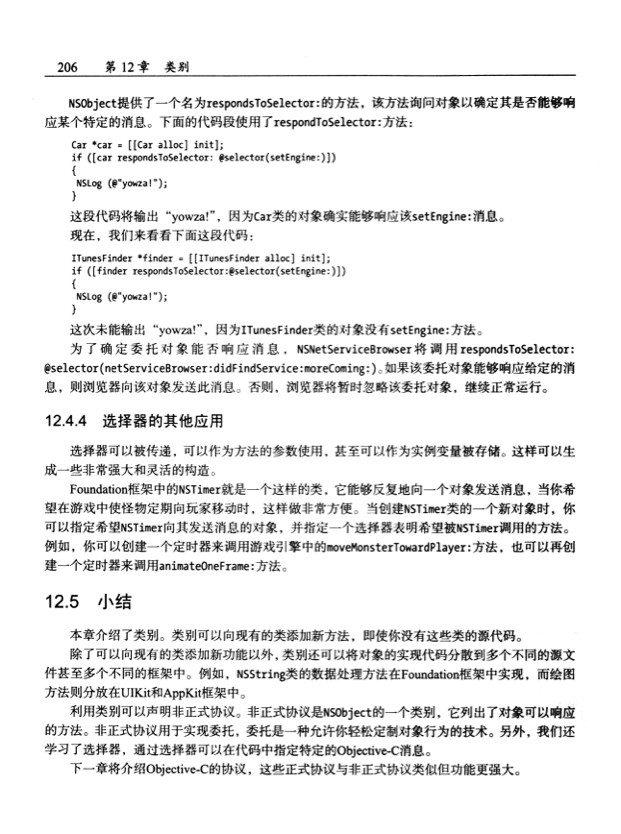 206 第12章 类别
NSObject提供了一个名为respondsToSelector:的方法，该方法询问对象以确定其是否能够响
应某个特定的消息。下面的代码段使用了respondToSelector:方法：
Car *car = [[Car alloc] init];
if ([car respondsToSelector: @selector(setEngine:)])
{
NSLog (@"yowza!");
}
这段代码将输出“yowza!”，因为Car类的对象确实能够响应该setEngine:消息。
现在，我们来看看下面这段代码：
ITunesFinder *finder = [[ITunesFinder alloc] init];
if ([finder respondsToSelector:@selector(setEngine:)])
{
NSLog (@"yowza!");
}
这次未能输出“yowza!”，因为ITunesFinder类的对象没有setEngine:方法。
为了确定委托对象能否响应消息，NSNetServiceBrowser将调用respondsToSelector:
@selector(netServiceBrowser:didFindService:moreComing:)。如果该委托对象能够响应给定的消
息，则浏览器向该对象发送此消息。否则，浏览器将暂时忽略该委托对象，继续正常运行。
12.4.4 选择器的其他应用
选择器可以被传递，可以作为方法的参数使用，甚至可以作为实例变量被存储。这样可以生
成一些非常强大和灵活的构造。
Foundation框架中的NSTimer就是一个这样的类，它能够反复地向一个对象发送消息，当你希
望在游戏中使怪物定期向玩家移动时，这样做非常方便。当创建NSTimer类的一个新对象时，你
可以指定希望NSTimer向其发送消息的对象，并指定一个选择器表明希望被NSTimer调用的方法。
例如，你可以创建一个定时器来调用游戏引擎中的moveMonsterTowardPlayer:方法，也可以再创
建一个定时器来调用animateOneFrame:方法。
12.5 小结
本章介绍了类别。类别可以向现有的类添加新方法，即使你没有这些类的源代码。
除了可以向现有的类添加新功能以外，类别还可以将对象的实现代码分散到多个不同的源文
件甚至多个不同的框架中。例如，NSString类的数据处理方法在Foundation框架中实现，而绘图
方法则分放在UIKit和AppKit框架中。
利用类别可以声明非正式协议。非正式协议是NSObject的一个类别，它列出了对象可以响应
的方法。非正式协议用于实现委托，委托是一种允许你轻松定制对象行为的技术。另外，我们还
学习了选择器，通过选择器可以在代码中指定特定的Objective-C消息。
下一章将介绍Objective-C的协议，这些正式协议与非正式协议类似但功能更强大。